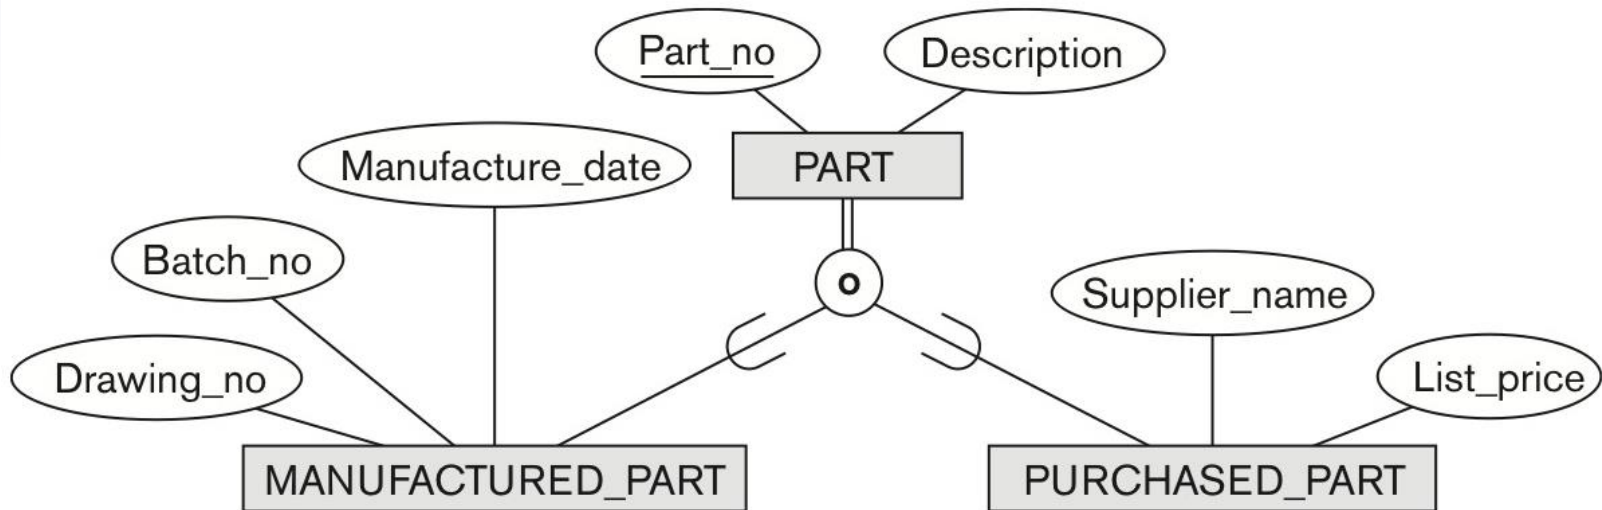 Part_no
Description
Manufacture_date
PART
Batch_no
o
Supplier_name
Drawing_no
List_price
MANUFACTURED_PART
PURCHASED_PART